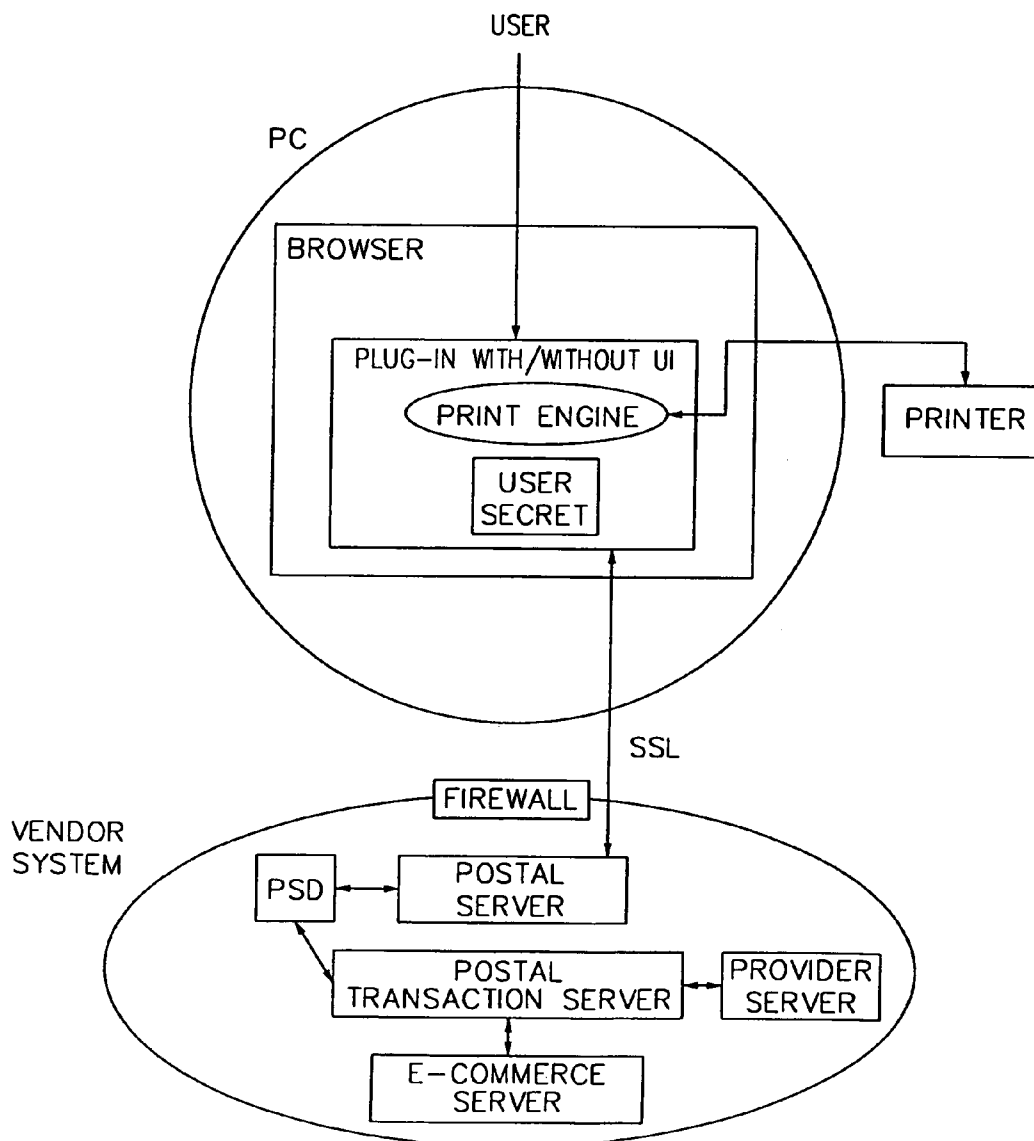 USER
PC
BROWSER
PLUG-IN WITH/WITHOUT UI
PRINT ENGINE
USER
SECRET
PRINTER
SSL
FIREWALL
VENDOR
SYSTEM
PSD
POSTAL
SERVER
POSTAL
TRANSACTION SERVER
PROVIDER
SERVER
E-COMMERCE
SERVER